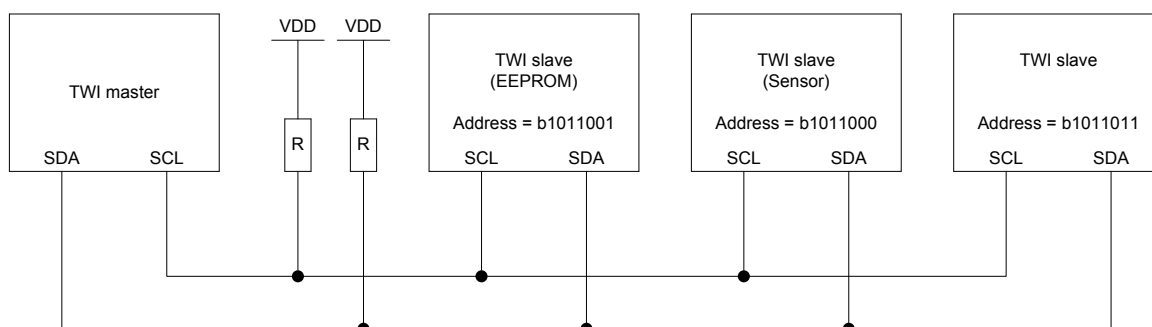 TWI master
SDA
SCL
VDD
VDD
R
R
TWI slave
(EEPROM)
Address = b1011001
SCL
SDA
TWI slave
(Sensor)
Address = b1011000
SCL
SDA
TWI slave
Address = b1011011
SCL
SDA